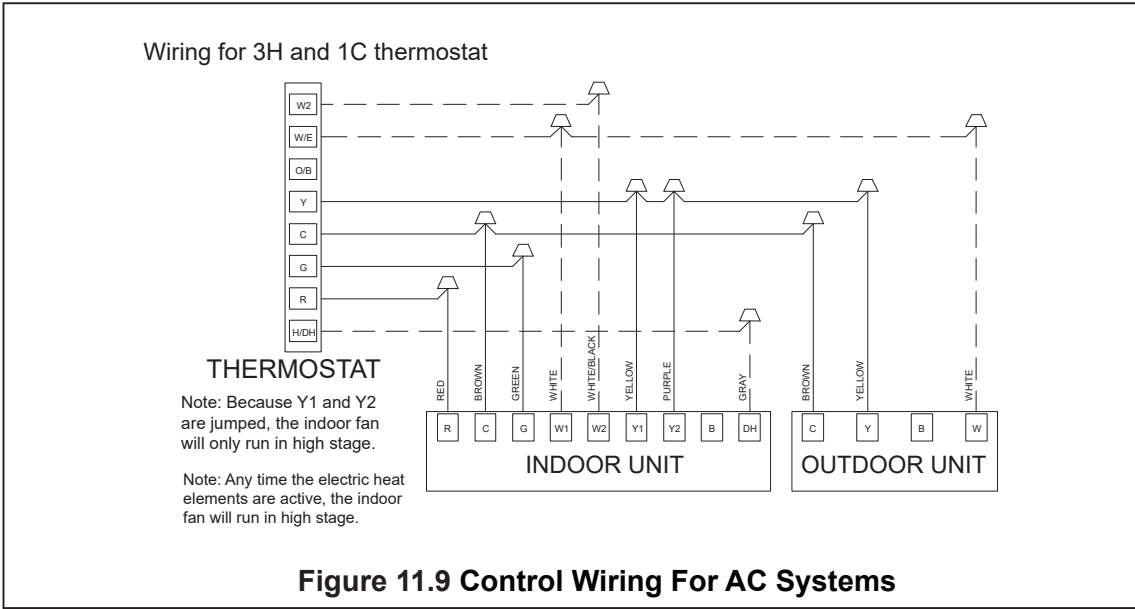 Wiring for 3H and 1C thermostat
W2
W/E
O/B
Y
C
G
R
H/DH
THERMOSTAT
Note: Because Y1 and Y2
are jumped, the indoor fan
will only run in high stage.
Note: Any time the electric heat
elements are active, the indoor
fan will run in high stage.
RED
BROWN
GREEN
WHITE
WHITE/BLACK
YELLOW
PURPLE
GRAY
BROWN
YELLOW
WHITE
R C G W1 W2 Y1 Y2 B DH
C Y B W
INDOOR UNIT
OUTDOOR UNIT
Figure 11.9 Control Wiring For AC Systems